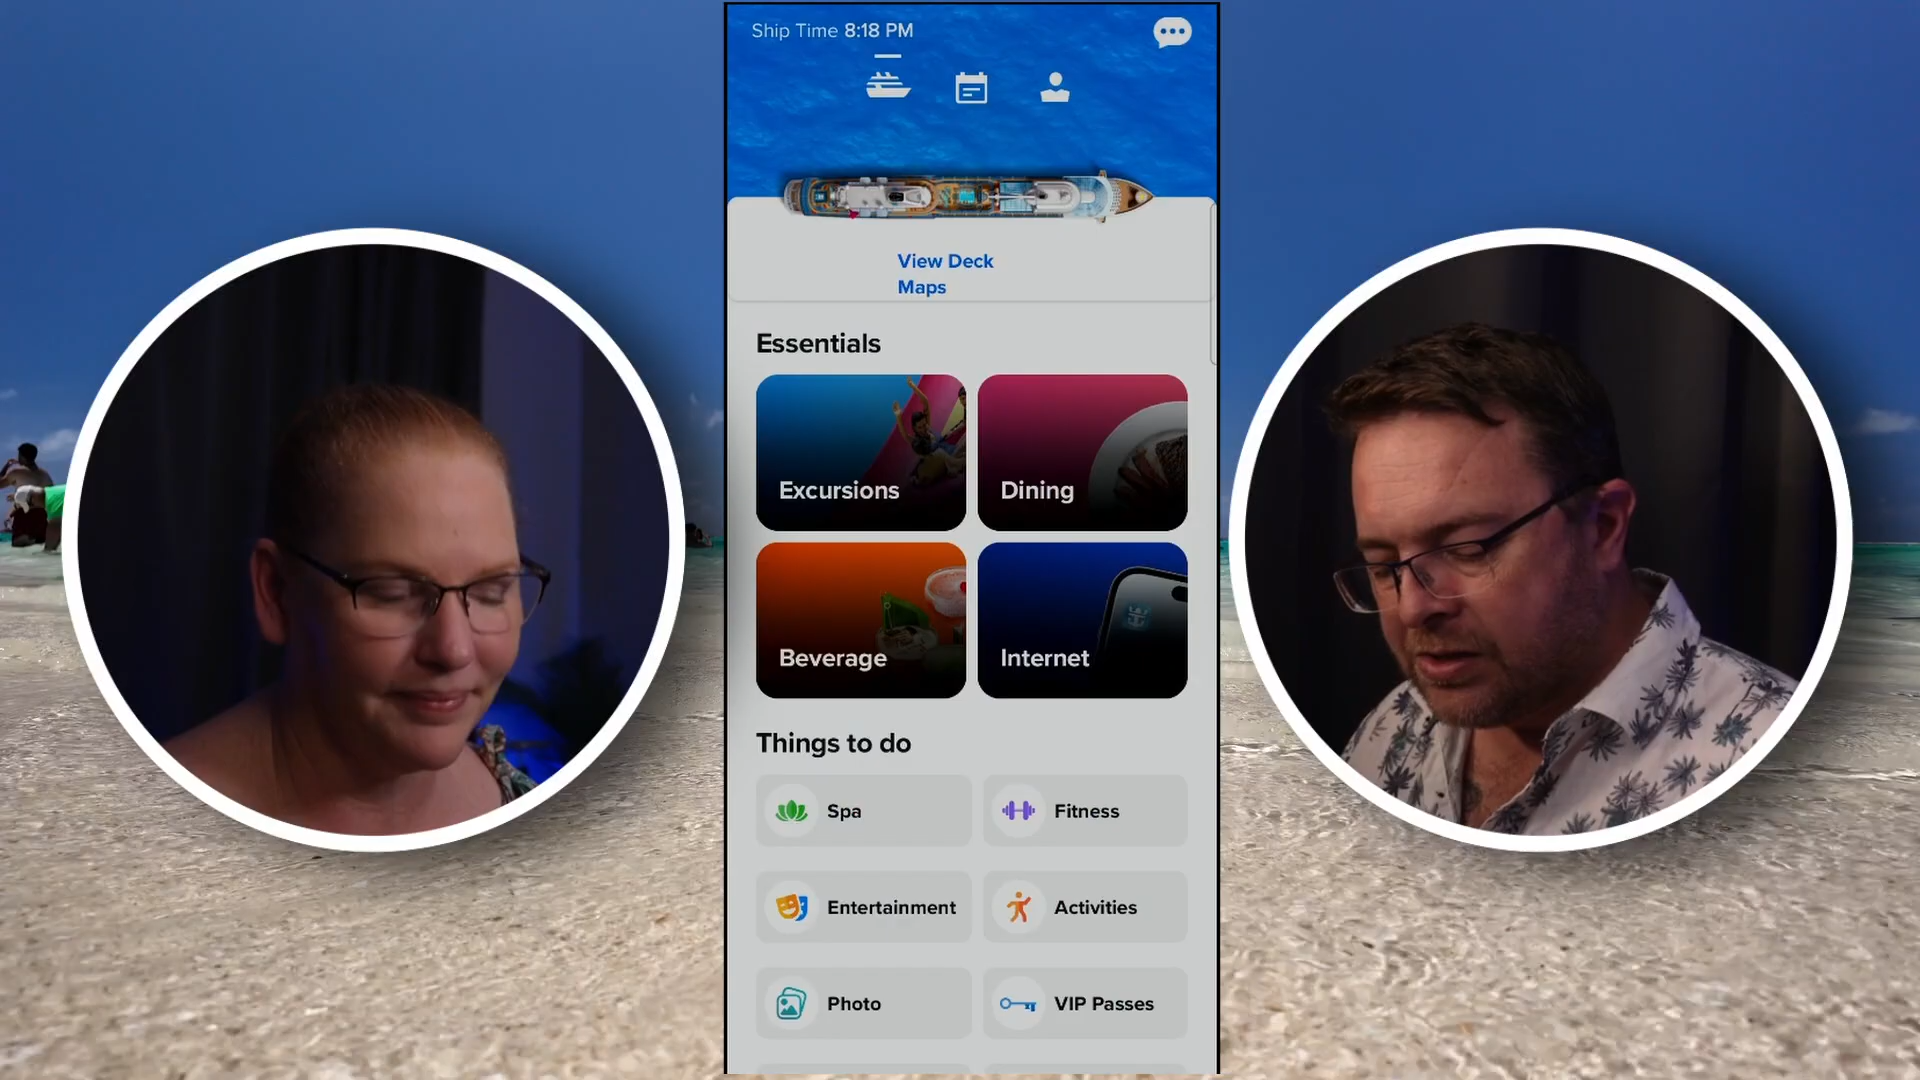 Ship Time 8:18 PM
View Deck
Maps
Essentials
Excursions
Dining
Beverage
Internet
Things to do
Spa
Fitness
Entertainment
Activities
Photo
VIP Passes